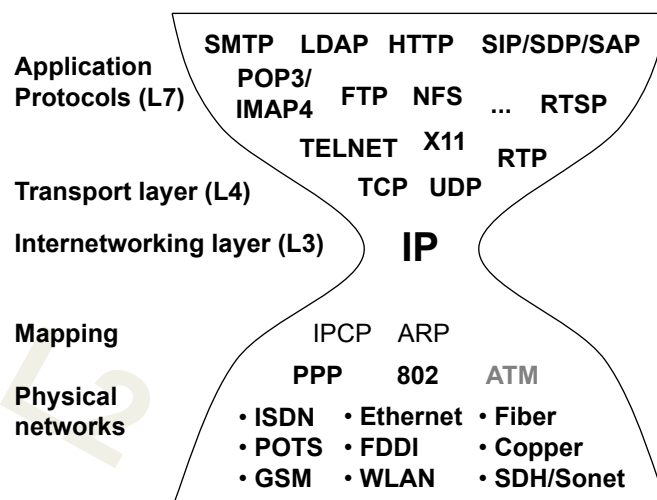 SMTP LDAP HTTP SIP/SDP/SAP
Application
Protocols (L7)
POP3/
IMAP4
FTP NFS ... RTSP
TELNET X11 RTP
Transport layer (L4)
TCP UDP
Internetworking layer (L3)
IP
Mapping
IPCP ARP
PPP 802 ATM
Physical
networks
• ISDN • Ethernet • Fiber
• POTS • FDDI • Copper
• GSM • WLAN • SDH/Sonet
L2